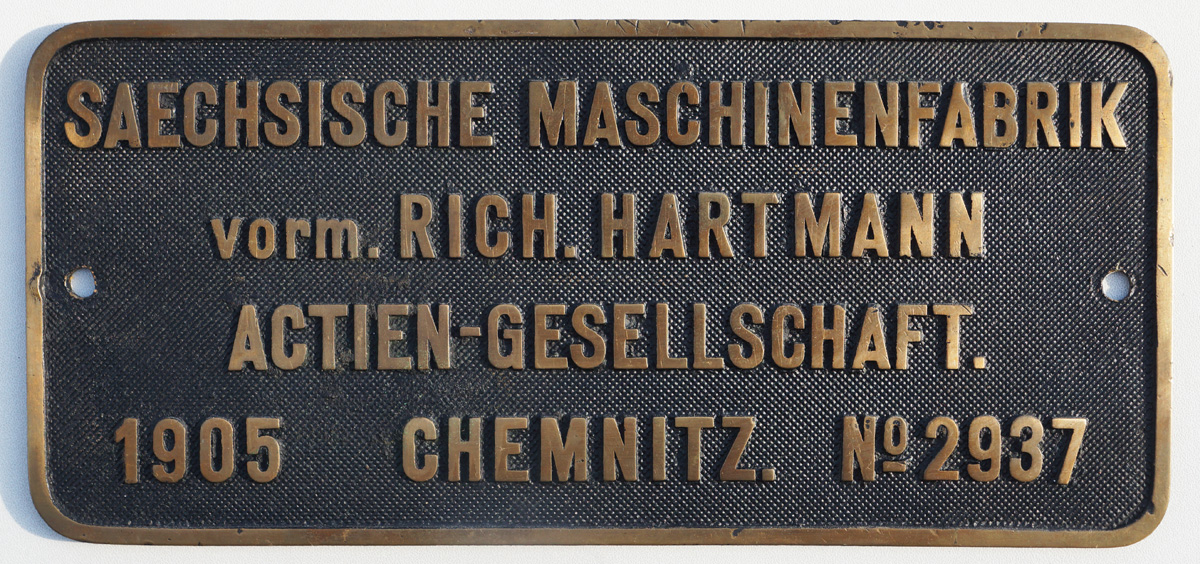 SAECHSISCHE MASCHINENFABRIK
vorm. RICH. HARTMANN
ACTIEN-GESELLSCHAFT.
1905 CHEMNITZ. Nº 2937